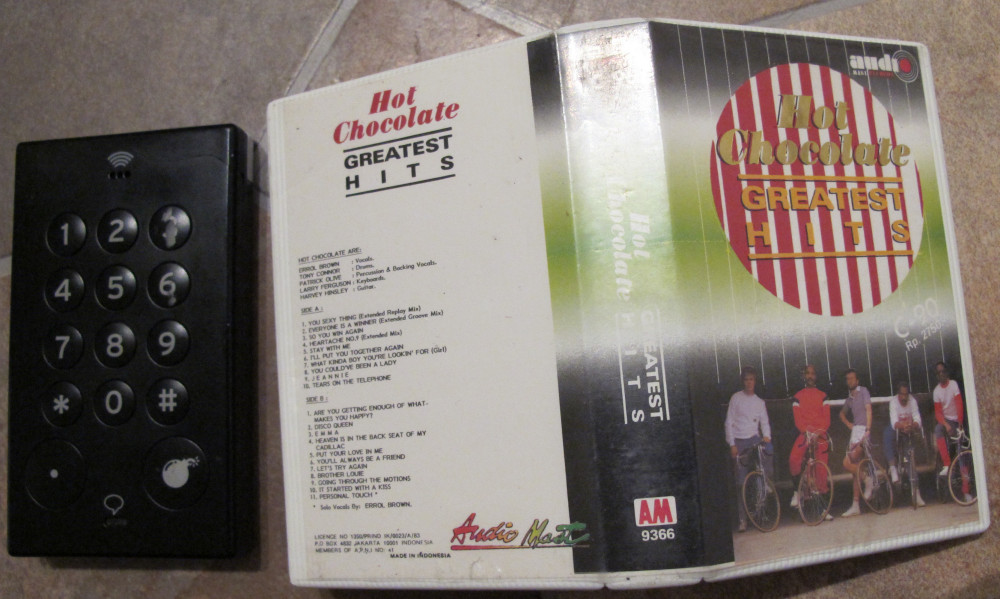 1 2
4 5 6
7 8 9
* 0 #
Hot
Chocolate
GREATEST
HITS
HOT CHOCOLATE ARE:
ERROL BROWN : Vocals.
TONY CONNOR : Drums.
PATRICK OLIVE : Percussion & Backing Vocals.
LARRY FERGUSON : Keyboards.
HARVEY HINSLEY : Guitar.
SIDE A :
1. YOU SEXY THING (Extended Replay Mix)
2. EVERYONE IS A WINNER (Extended Groove Mix)
3. SO YOU WIN AGAIN
4. HEARTACHE NO.9 (Extended Mix)
5. STAY WITH ME
6. I'LL PUT YOU TOGETHER AGAIN
7. WHAT KINDA BOY YOU'RE LOOKIN' FOR (Girl)
8. YOU COULD'VE BEEN A LADY
9. J E A N N I E
10. TEARS ON THE TELEPHONE
SIDE B :
1. ARE YOU GETTING ENOUGH OF WHAT-
MAKES YOU HAPPY?
2. DISCO QUEEN
3. E M M A
4. HEAVEN IS IN THE BACK SEAT OF MY
CADILLAC
5. PUT YOUR LOVE IN ME
6. YOU'LL ALWAYS BE A FRIEND
7. LET'S TRY AGAIN
8. BROTHER LOUIE
9. GOING THROUGH THE MOTIONS
10. IT STARTED WITH A KISS
11. PERSONAL TOUCH *
* Solo Vocals By: ERROL BROWN.
LICENCE NO
P.O BOX 4632 JAKARTA 10001 INDONESIA
MEMBERS OF
MADE IN INDONESIA
Audio Mast
Hot
Chocolate
GREATEST
HITS
AM
9366
audio
Hot
Chocolate
GREATEST
HITS
Rp.